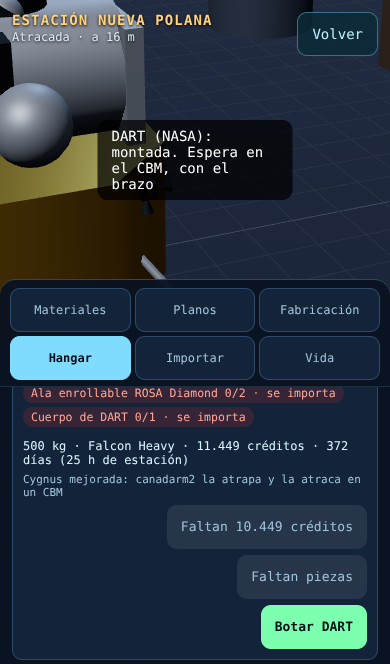 ESTACIÓN NUEVA POLANA
Atracada · a 16 m
Volver
DART (NASA):
montada. Espera en
el CBM, con el
brazo
Materiales
Planos
Fabricación
Hangar
Importar
Vida
Ala enrollable ROSA Diamond 0/2 · se importa
Cuerpo de DART 0/1 · se importa
500 kg · Falcon Heavy · 11.449 créditos · 372
días (25 h de estación)
Cygnus mejorada: canadarm2 la atrapa y la atraca en
un CBM
Faltan 10.449 créditos
Faltan piezas
Botar DART